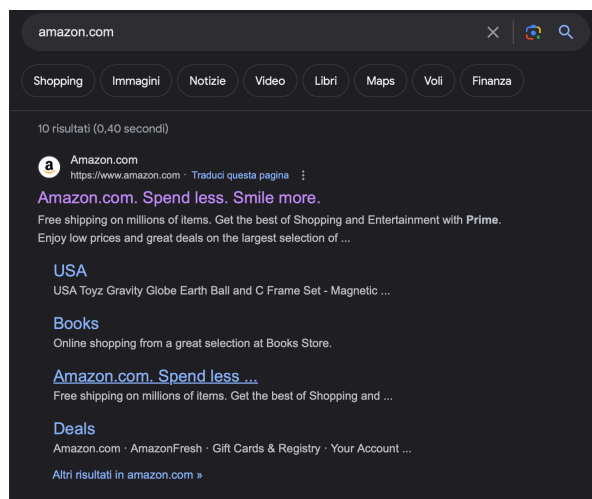 amazon.com
Shopping Immagini Notizie Video Libri Maps Voli Finanza
10 risultati (0,40 secondi)
a
Amazon.com
https://www.amazon.com · Traduci questa pagina
Amazon.com. Spend less. Smile more.
Free shipping on millions of items. Get the best of Shopping and Entertainment with Prime.
Enjoy low prices and great deals on the largest selection of ...
USA
USA Toyz Gravity Globe Earth Ball and C Frame Set - Magnetic ...
Books
Online shopping from a great selection at Books Store.
Amazon.com. Spend less ...
Free shipping on millions of items. Get the best of Shopping and ...
Deals
Amazon.com · AmazonFresh · Gift Cards & Registry · Your Account ...
Altri risultati in amazon.com »